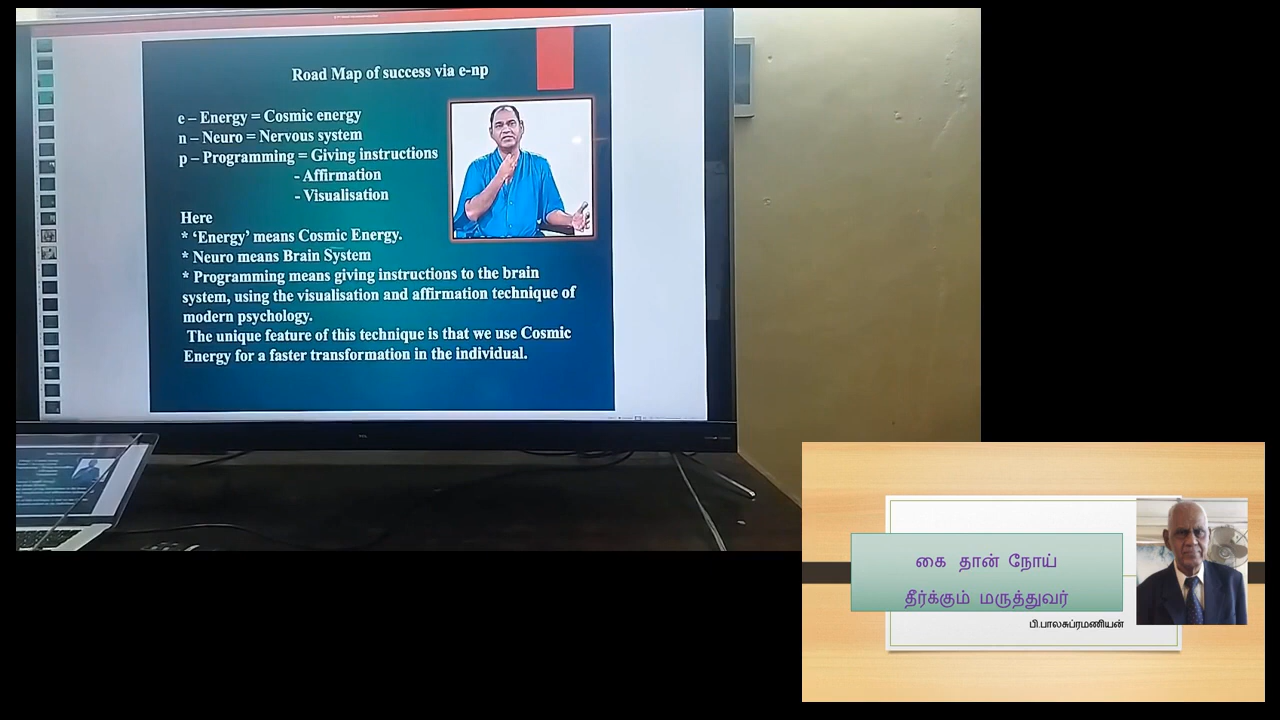 Road Map of success via e-np
e – Energy = Cosmic energy
n – Neuro = Nervous system
p – Programming = Giving instructions
- Affirmation
- Visualisation
Here
* ‘Energy’ means Cosmic Energy.
* Neuro means Brain System
* Programming means giving instructions to the brain
system, using the visualisation and affirmation technique of
modern psychology.
The unique feature of this technique is that we use Cosmic
Energy for a faster transformation in the individual.
TCL
கை தான் நோய்
தீர்க்கும் மருத்துவர்
பி.பாலசுப்ரமணியன்